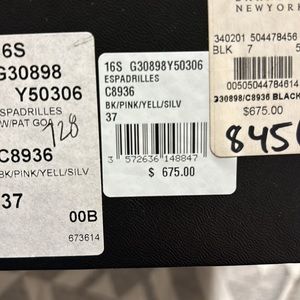 16S
G30898
Y50306
ESPADRILLES
W/PAT GOA
128
C8936
BK/PINK/YELL/SILV
37
00B
673614
16S G30898Y50306
ESPADRILLES
C8936
BK/PINK/YELL/SILV
37
3 572636 148847
$ 675.00
NEW YORK
340201 504478456
BLK 7
00505044784614
230898/C8936 BLACK
$675.00